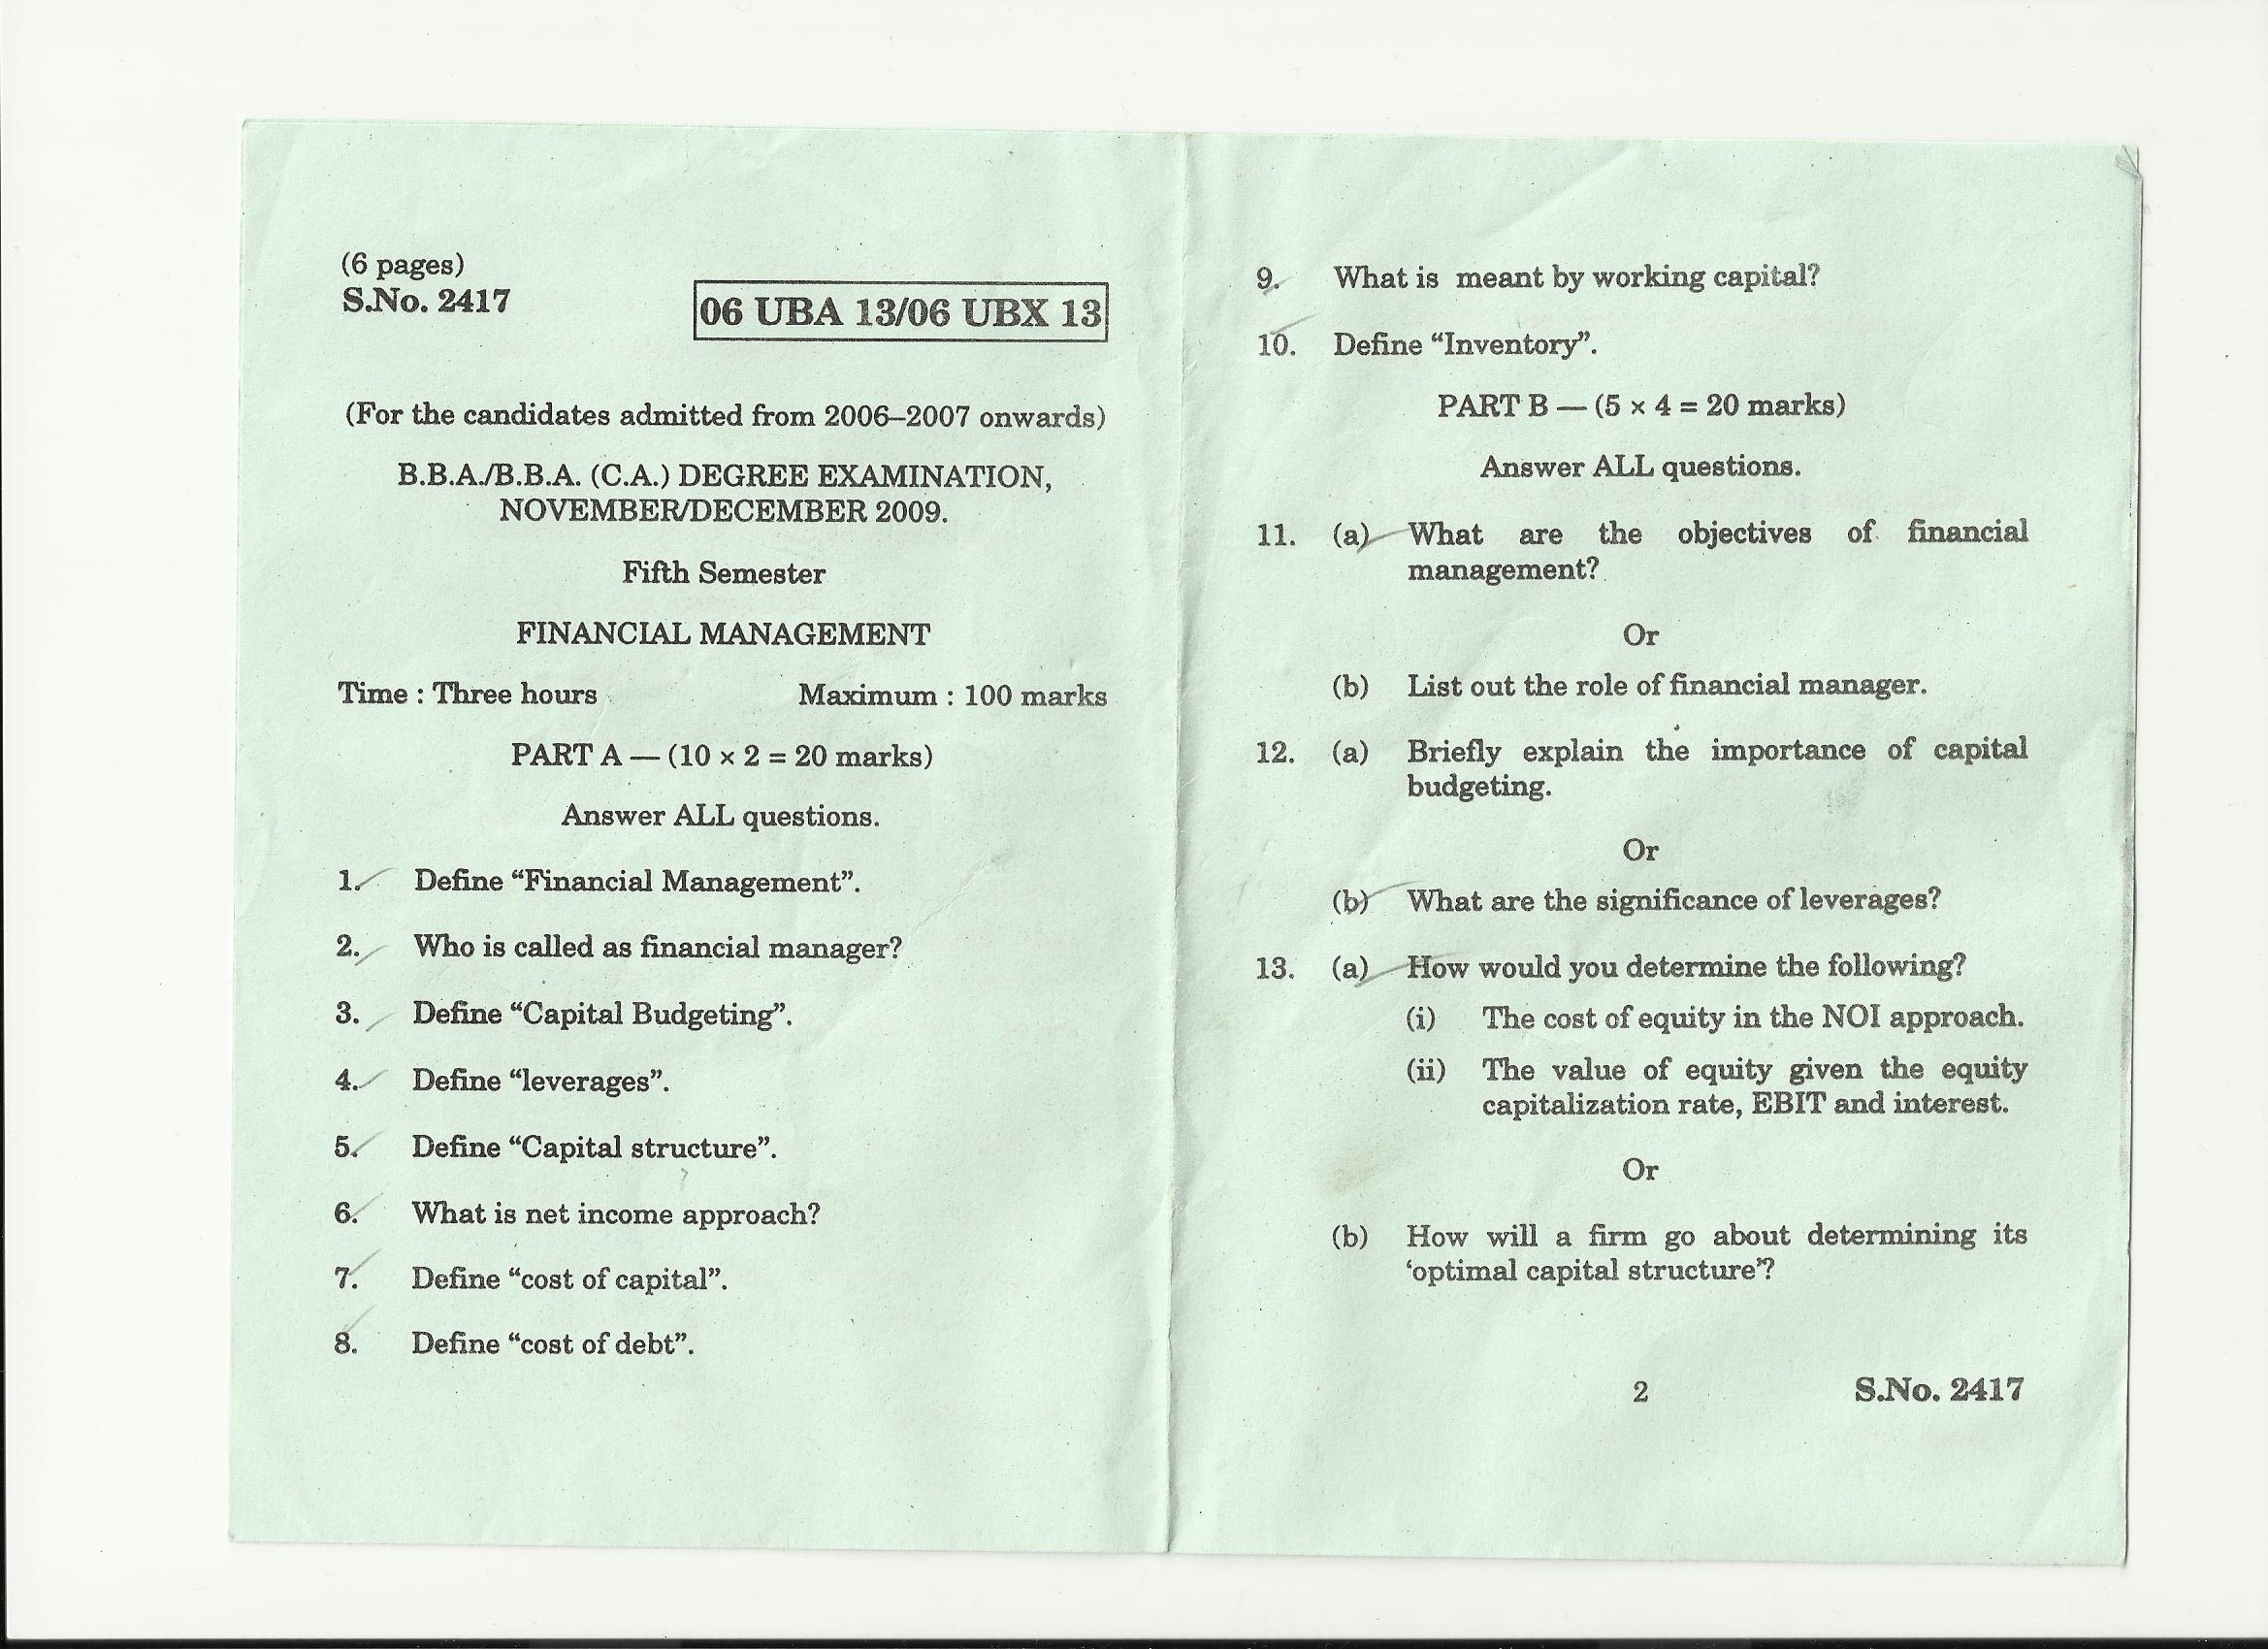 (6 pages)
S.No. 2417
06 UBA 13/06 UBX 13
(For the candidates admitted from 2006–2007 onwards)
B.B.A./B.B.A. (C.A.) DEGREE EXAMINATION,
NOVEMBER/DECEMBER 2009.
Fifth Semester
FINANCIAL MANAGEMENT
Time : Three hours Maximum : 100 marks
PART A — (10 × 2 = 20 marks)
Answer ALL questions.
1. Define “Financial Management”.
2. Who is called as financial manager?
3. Define “Capital Budgeting”.
4. Define “leverages”.
5. Define “Capital structure”.
6. What is net income approach?
7. Define “cost of capital”.
8. Define “cost of debt”.
9. What is meant by working capital?
10. Define “Inventory”.
PART B — (5 × 4 = 20 marks)
Answer ALL questions.
11. (a) What are the objectives of financial
management?
Or
(b) List out the role of financial manager.
12. (a) Briefly explain the importance of capital
budgeting.
Or
(b) What are the significance of leverages?
13. (a) How would you determine the following?
(i) The cost of equity in the NOI approach.
(ii) The value of equity given the equity
capitalization rate, EBIT and interest.
Or
(b) How will a firm go about determining its
‘optimal capital structure’?
2 S.No. 2417